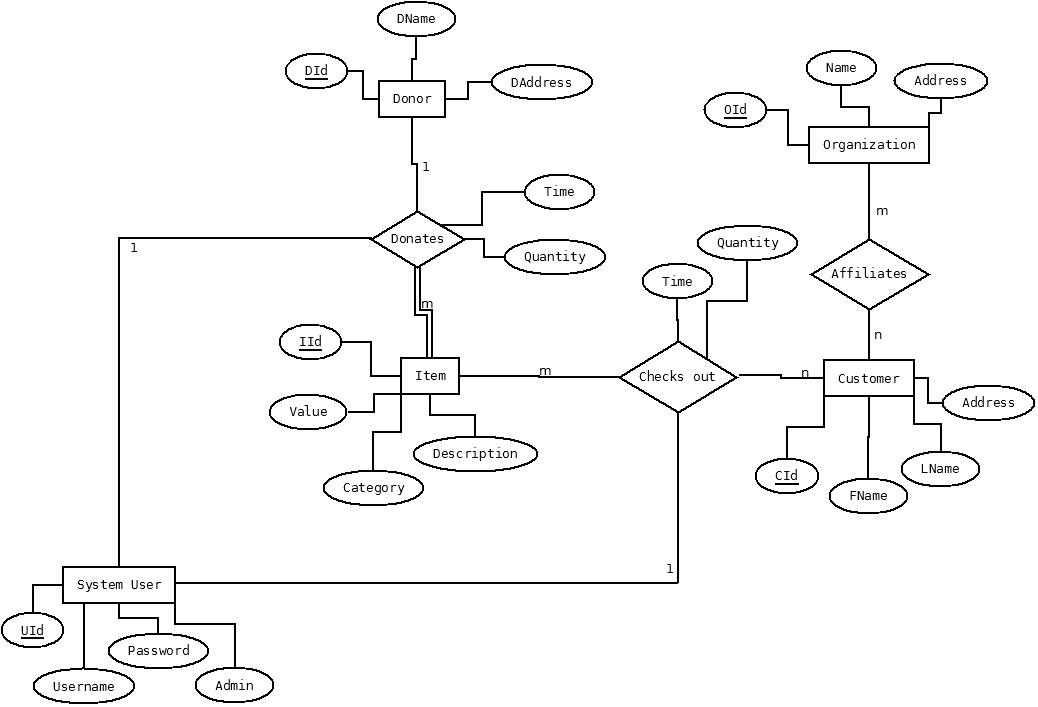 DName
DId
DAddress
Donor
Name
Address
OId
Organization
1
Time
m
Donates
Quantity
1
Quantity
Time
Affiliates
m
IId
n
Item
m
Checks out
n
Customer
Value
Address
Description
Category
CId
LName
FName
1
System User
UId
Password
Username
Admin